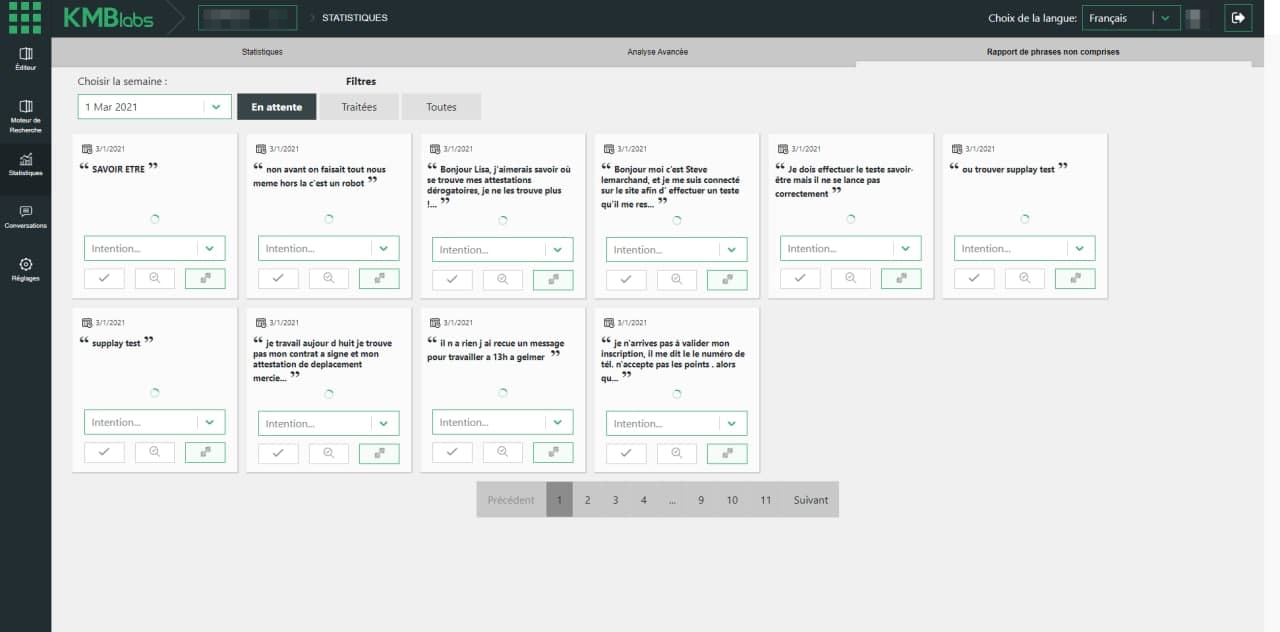 KMBlabs
STATISTIQUES
Choix de la langue:
Français
Éditeur
Moteur de
Recherche
Statistiques
Conversations
Réglages
Statistiques
Analyse Avancée
Rapport de phrases non comprises
Choisir la semaine :
Filtres
1 Mar 2021
En attente
Traitées
Toutes
3/1/2021
“ SAVOIR ETRE ”
Intention...
3/1/2021
“ non avant on faisait tout nous
meme hors la c'est un robot ”
Intention...
3/1/2021
“ Bonjour Lisa, j'aimerais savoir où
se trouve mes attestations
dérogatoires, je ne les trouve plus
!... ”
Intention...
3/1/2021
“ Bonjour moi c'est Steve
lemarchand, et je me suis connecté
sur le site afin d' effectuer un teste
qu'il me res... ”
Intention...
3/1/2021
“ Je dois effectuer le teste savoir-
être mais il ne se lance pas
correctement ”
Intention...
3/1/2021
“ ou trouver supplay test ”
Intention...
3/1/2021
“ supplay test ”
Intention...
3/1/2021
“ je travail aujour d huit je trouve
pas mon contrat a signe et mon
attestation de deplacement
mercie... ”
Intention...
3/1/2021
“ il n a rien j ai recue un message
pour travailler a 13h a gelmer ”
Intention...
3/1/2021
“ je n'arrives pas à valider mon
inscription, il me dit le le numéro de
tél. n'accepte pas les points . alors
qu... ”
Intention...
Précédent 1 2 3 4 ... 9 10 11 Suivant